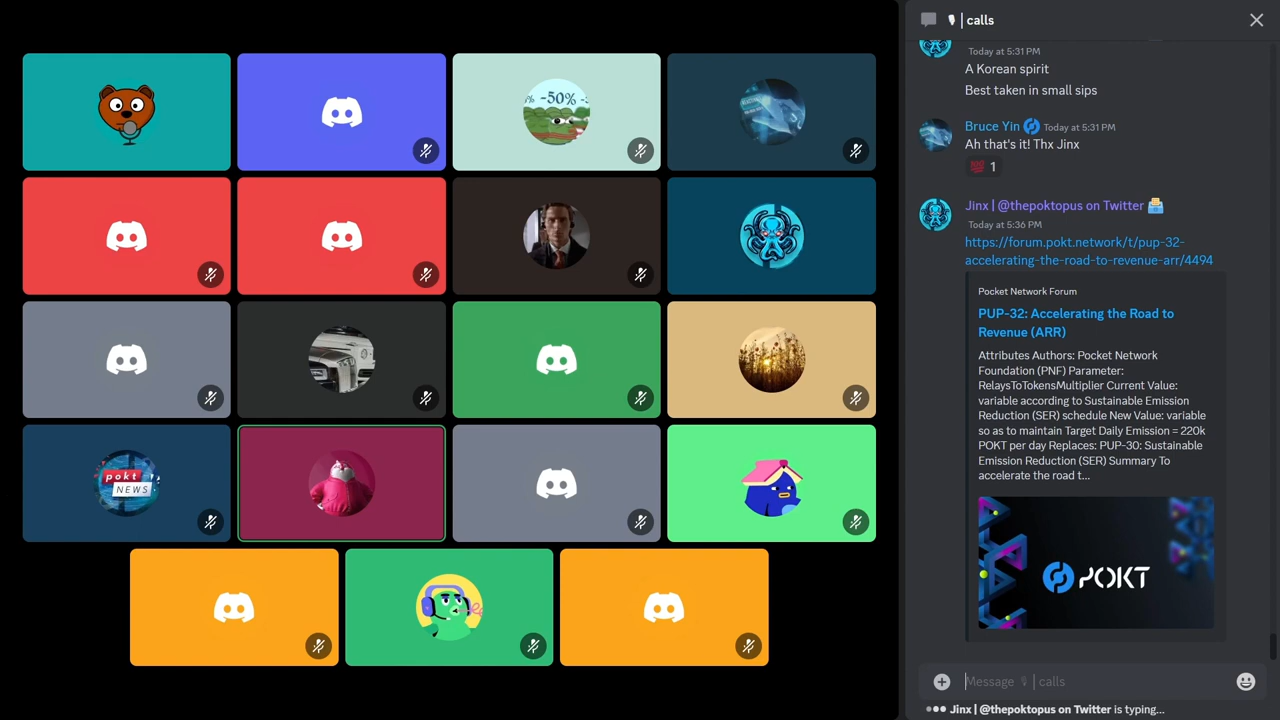 -50%
pokt
NEWS
calls
Today at 5:31 PM
A Korean spirit
Best taken in small sips
Bruce Yin Today at 5:31 PM
Ah that's it! Thx Jinx
1
Jinx | @thepoktopus on Twitter
Today at 5:36 PM
https://forum.pokt.network/t/pup-32-
accelerating-the-road-to-revenue-arr/4494
Pocket Network Forum
PUP-32: Accelerating the Road to
Revenue (ARR)
Attributes Authors: Pocket Network
Foundation (PNF) Parameter:
RelaysToTokensMultiplier Current Value:
variable according to Sustainable Emission
Reduction (SER) schedule New Value: variable
so as to maintain Target Daily Emission = 220k
POKT per day Replaces: PUP-30: Sustainable
Emission Reduction (SER) Summary To
accelerate the road t...
POKT
Message | calls
Jinx | @thepoktopus on Twitter is typing...